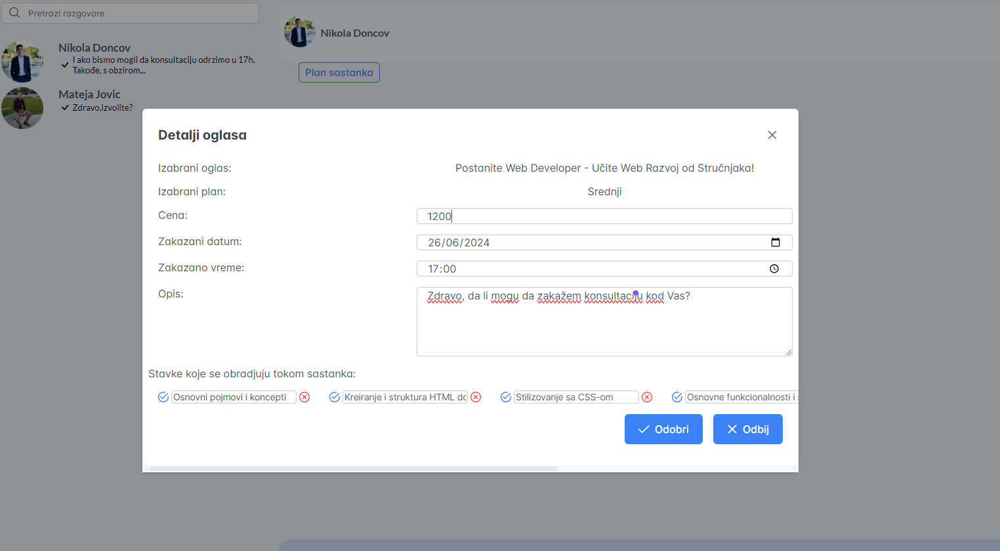 Pretrazi razgovore
Nikola Doncov
I ako bismo mogli da konsultaciju odrzimo u 17h.
Takođe, s obzirom...
Mateja Jovic
Zdravo,izvolite?
Nikola Doncov
Plan sastanka
Detalji oglasa
Izabrani oglas: Postanite Web Developer - Učite Web Razvoj od Stručnjaka!
Izabrani plan: Srednji
Cena: 1200
Zakazani datum: 26/06/2024
Zakazano vreme: 17:00
Opis: Zdravo, da li mogu da zakažem konsultaciju kod Vas?
Stavke koje se obradjuju tokom sastanka:
Osnovni pojmovi i koncepti Kreiranje i struktura HTML Stilizovanje sa CSS-om Osnovne funkcionalnosti i
Odobri Odbij